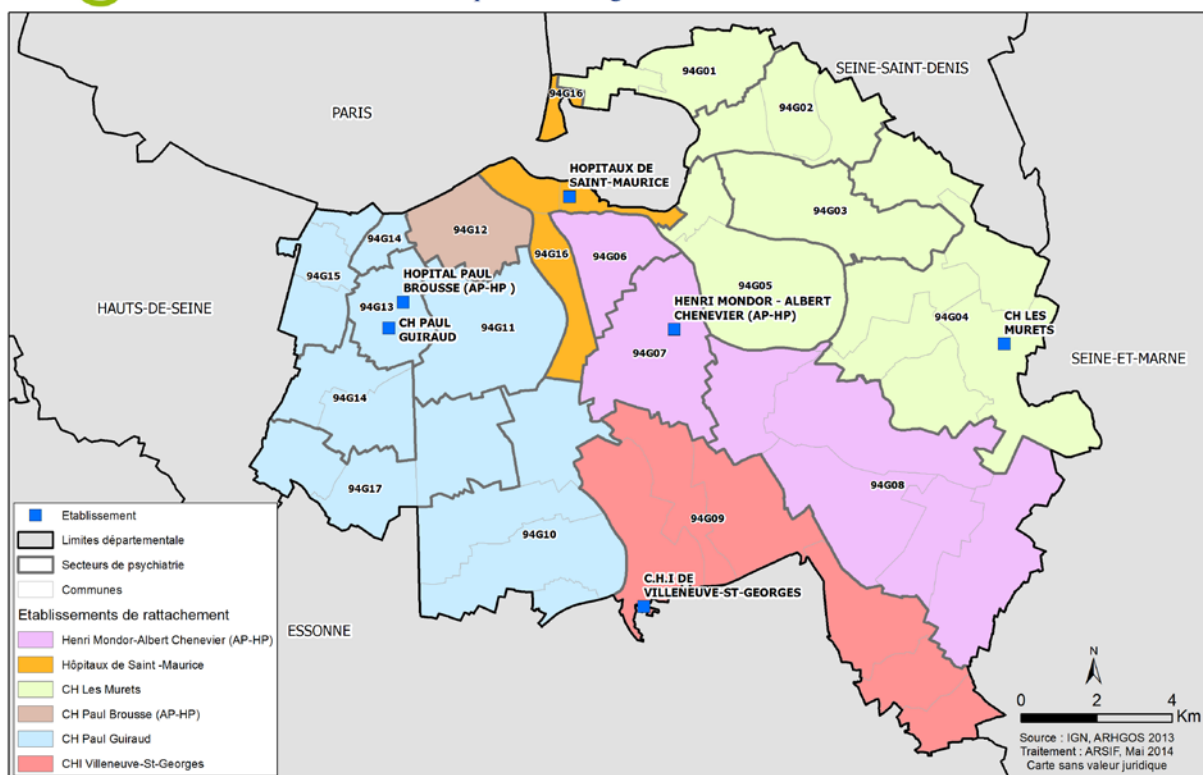 94G01
SEINE-SAINT-DENIS
94G16
94G02
PARIS
HOPITAUX DE
SAINT-MAURICE
94G03
94G12
94G14
94G16
94G06
94G15
HOPITAL PAUL
BROUSSE (AP-HP )
94G05
HAUTS-DE-SEINE
94G13
HENRI MONDOR - ALBERT
CHENEVIER (AP-HP)
94G04
CH LES
MURETS
CH PAUL
GUIRAUD
94G11
94G07
SEINE-ET-MARNE
94G14
94G17
94G08
94G09
94G10
C.H.I DE
VILLENEUVE-ST-GEORGES
ESSONNE
Etablissement
Limites départementale
Secteurs de psychiatrie
Communes
Etablissements de rattachement
Henri Mondor-Albert Chenevier (AP-HP)
Hôpitaux de Saint -Maurice
CH Les Murets
CH Paul Brousse (AP-HP)
CH Paul Guiraud
CHI Villeneuve-St-Georges
N
0 2 4
Km
Source : IGN, ARHGOS 2013
Traitement : ARSIF, Mai 2014
Carte sans valeur juridique